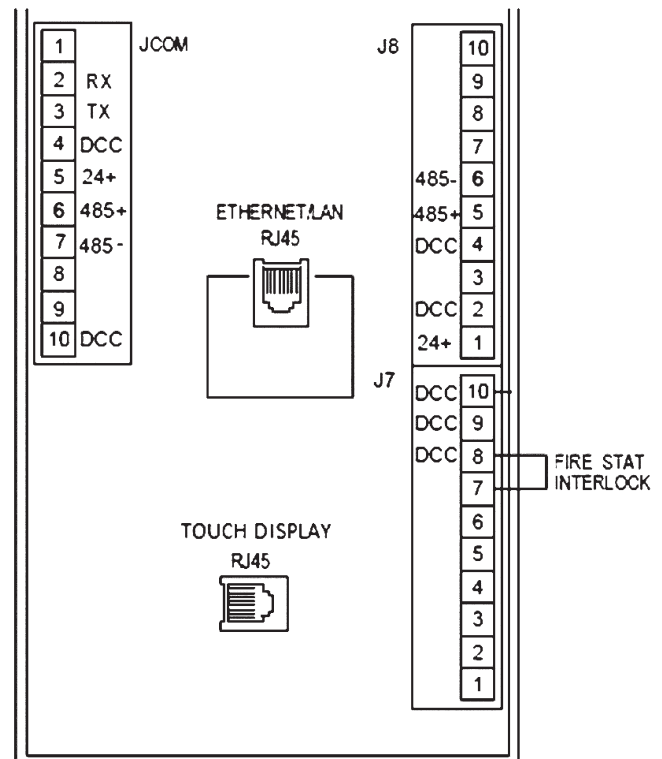 JCOM
1
2 RX
3 TX
4 DCC
5 24+
6 485+
7 485-
8
9
10 DCC
ETHERNET/LAN
RJ45
TOUCH DISPLAY
RJ45
J8
10
9
8
7
485- 6
485+ 5
DCC 4
3
DCC 2
24+ 1
J7
DCC 10
DCC 9
DCC 8
7
6
5
4
3
2
1
FIRE STAT
INTERLOCK